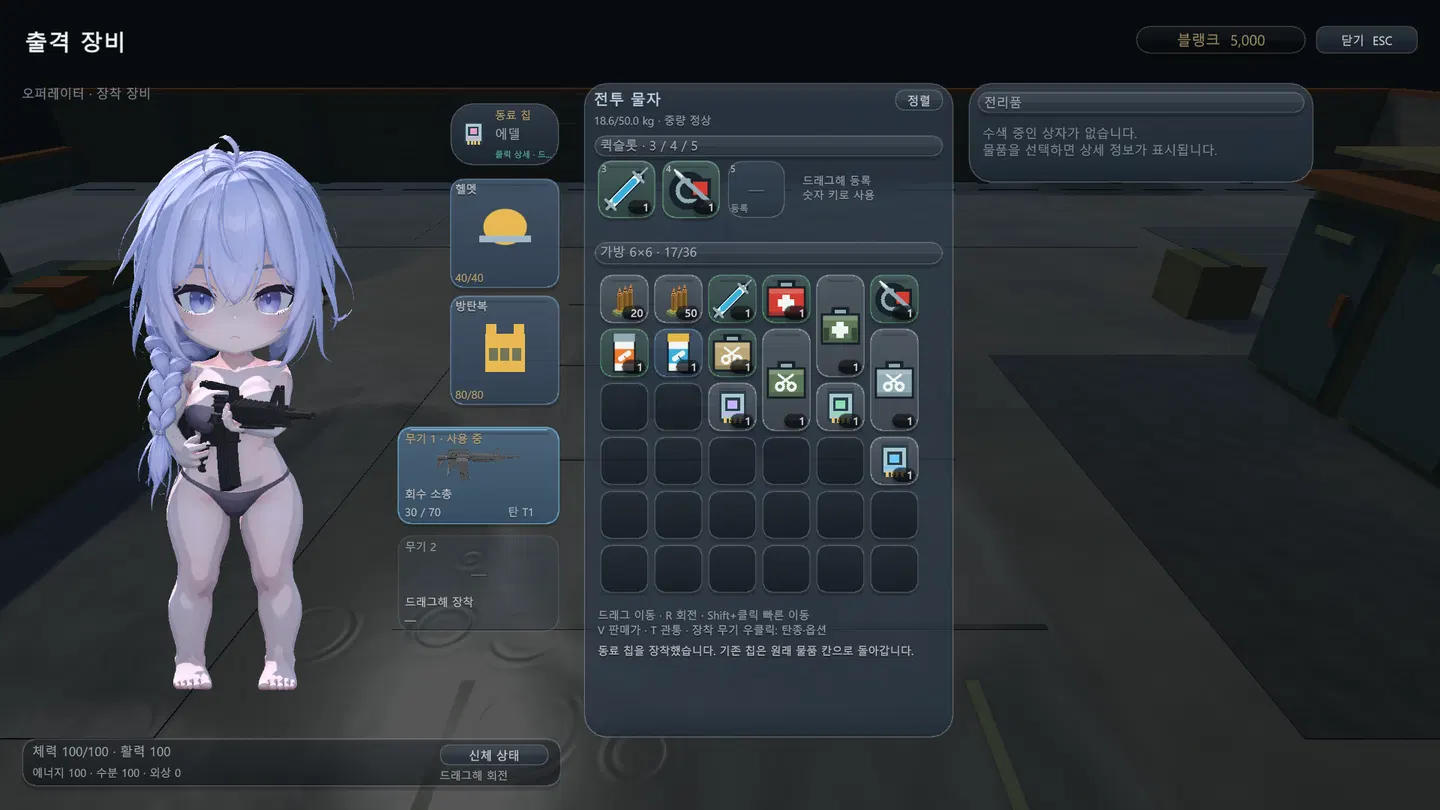 출격 장비
블랭크 5,000
닫기 ESC
오퍼레이터 · 장착 장비
동료 칩
에델
클릭 상세 · 드...
헬멧
40/40
방탄복
80/80
무기 1 · 사용 중
회수 소총
30 / 70
탄 T1
무기 2
—
드래그해 장착
—
전투 물자
정렬
18.6/50.0 kg · 중량 정상
퀵슬롯 · 3 / 4 / 5
3
1
4
1
5
—
등록
드래그해 등록
숫자 키로 사용
가방 6×6 · 17/36
20
50
1
1
1
1
1
1
1
1
1
1
1
1
드래그 이동 · R 회전 · Shift+클릭 빠른 이동
V 판매가 · T 관통 · 장착 무기 우클릭: 탄종·옵션
동료 칩을 장착했습니다. 기존 칩은 원래 물품 칸으로 돌아갑니다.
전리품
수색 중인 상자가 없습니다.
물품을 선택하면 상세 정보가 표시됩니다.
체력 100/100 · 활력 100
에너지 100 · 수분 100 · 외상 0
신체 상태
드래그해 회전